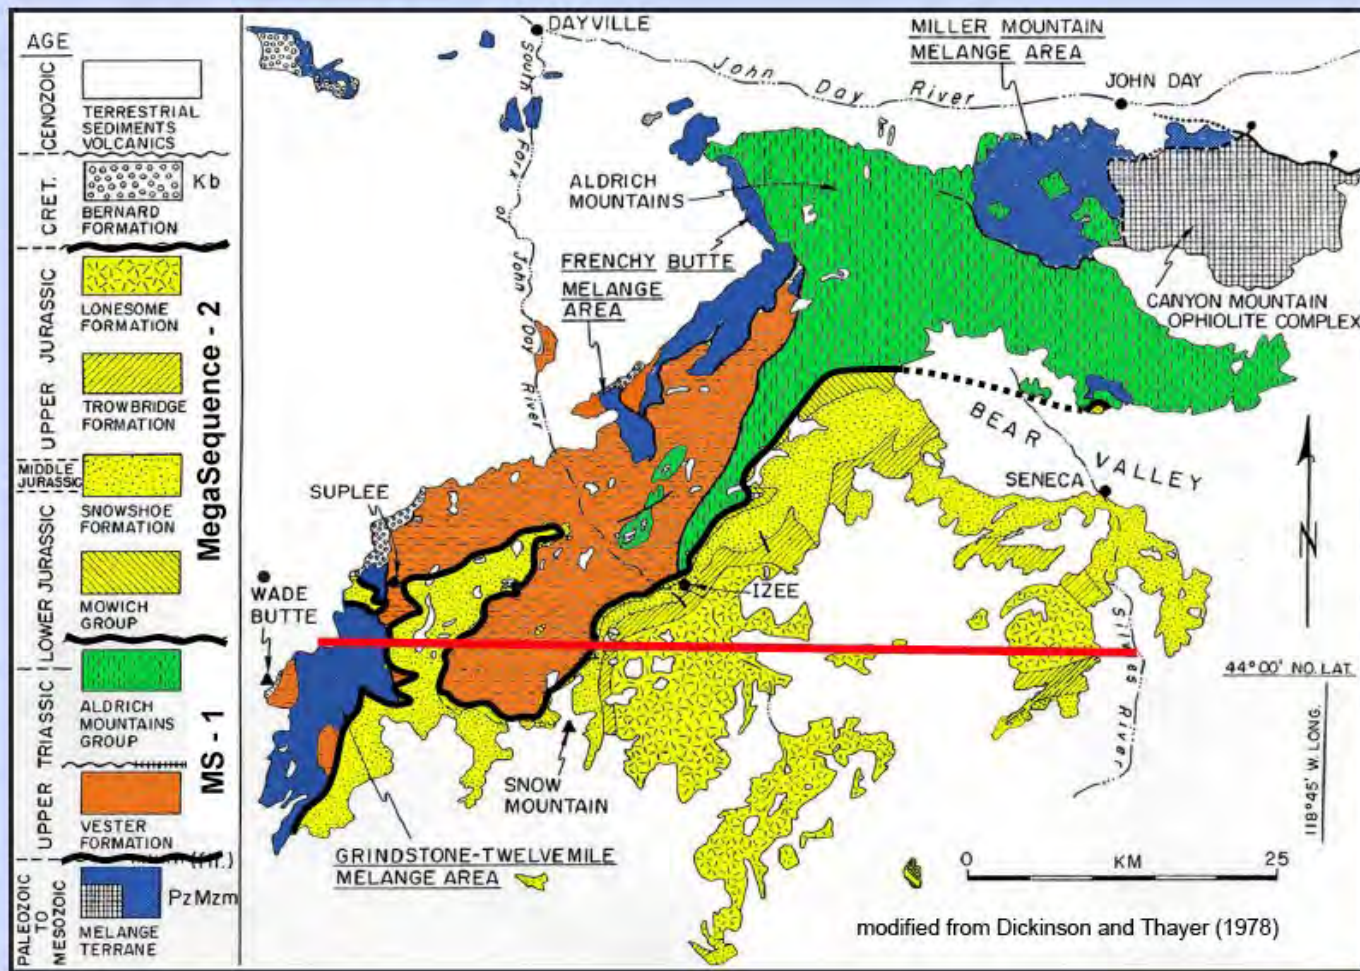 AGE
CENOZOIC
TERRESTRIAL
SEDIMENTS
VOLCANICS
CRET.
Kb
BERNARD
FORMATION
UPPER JURASSIC
LONESOME
FORMATION
TROWBRIDGE
FORMATION
MIDDLE
JURASSIC
SNOWSHOE
FORMATION
LOWER JURASSIC
MOWICH
GROUP
MegaSequence - 2
UPPER TRIASSIC
ALDRICH
MOUNTAINS
GROUP
MS - 1
VESTER
FORMATION
PALEOZOIC
TO
MESOZOIC
PzMzm
MELANGE
TERRANE
DAYVILLE
South Fork of John Day River
MILLER MOUNTAIN
MELANGE AREA
John Day River
JOHN DAY
ALDRICH
MOUNTAINS
FRENCHY BUTTE
MELANGE
AREA
CANYON MOUNTAIN
OPHIOLITE COMPLEX
BEAR VALLEY
SENECA
SUPLEE
WADE
BUTTE
IZEE
Silvies River
N
44°00' NO. LAT.
118°45' W. LONG.
SNOW
MOUNTAIN
GRINDSTONE-TWELVEMILE
MELANGE AREA
0 KM 25
modified from Dickinson and Thayer (1978)